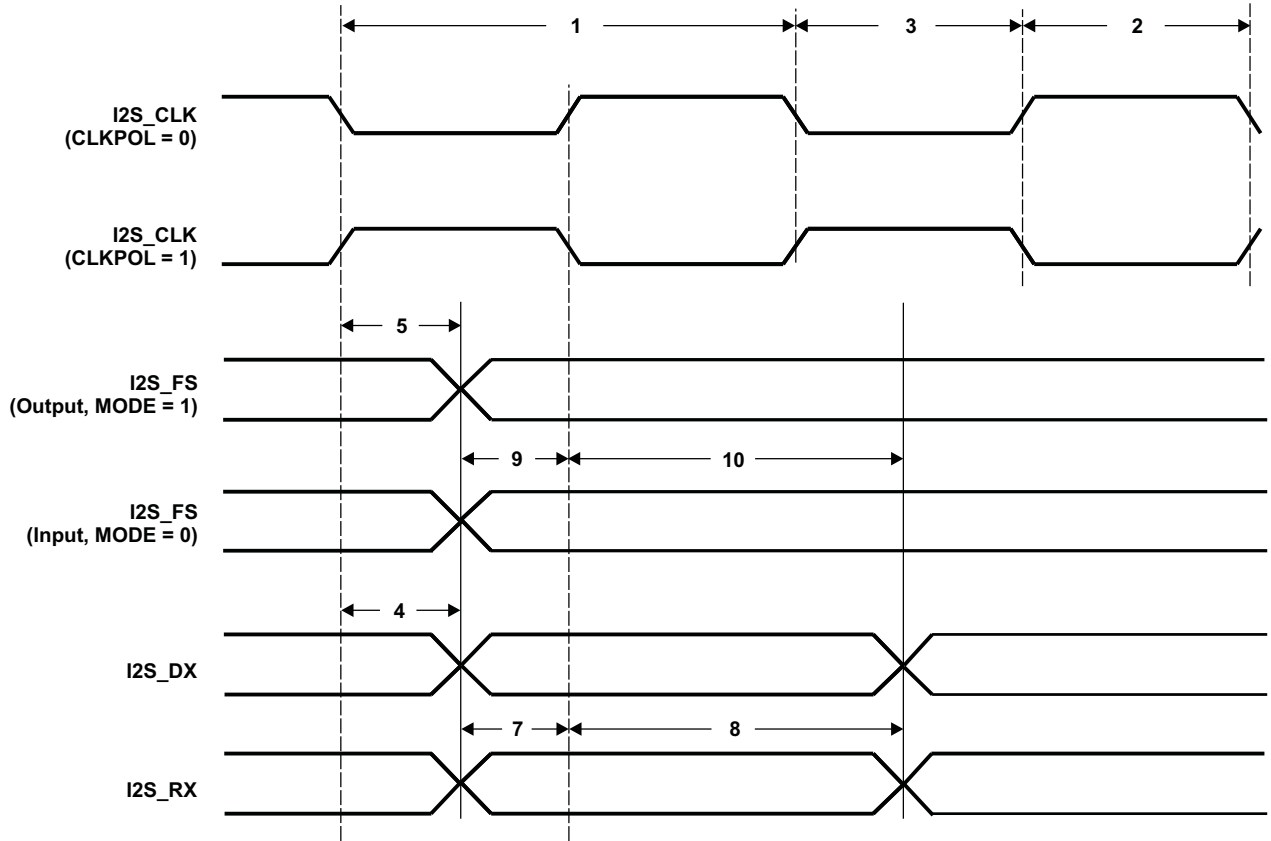 1
3
2
I2S_CLK
(CLKPOL = 0)
I2S_CLK
(CLKPOL = 1)
5
I2S_FS
(Output, MODE = 1)
9
10
I2S_FS
(Input, MODE = 0)
4
I2S_DX
7
8
I2S_RX